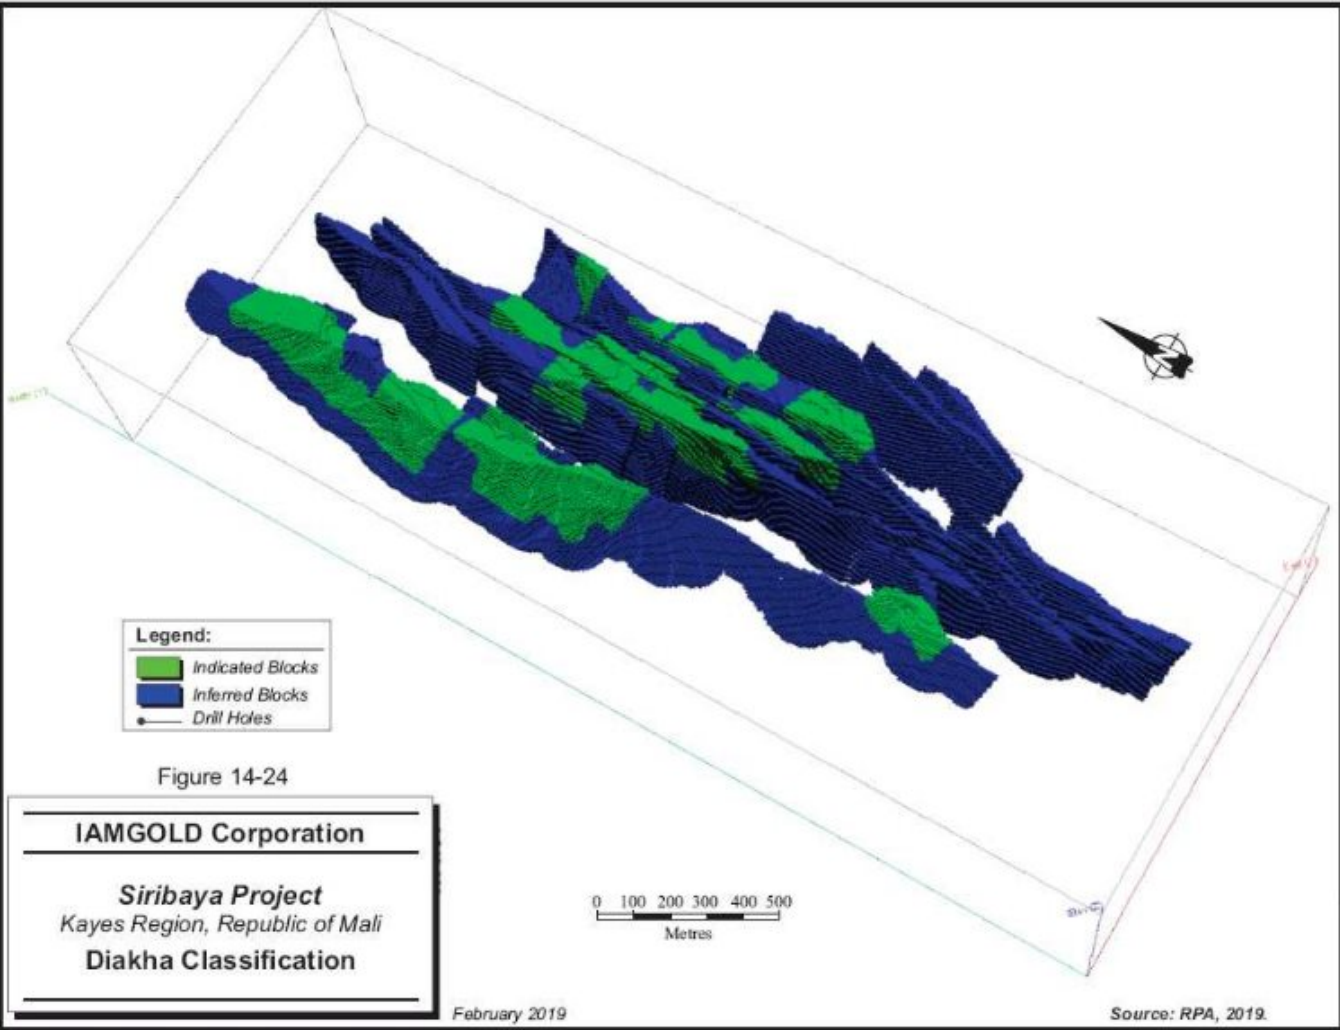 N
Legend:
Indicated Blocks
Inferred Blocks
Drill Holes
Figure 14-24
IAMGOLD Corporation
Siribaya Project
Kayes Region, Republic of Mali
Diakha Classification
0 100 200 300 400 500
Metres
February 2019
Source: RPA, 2019.